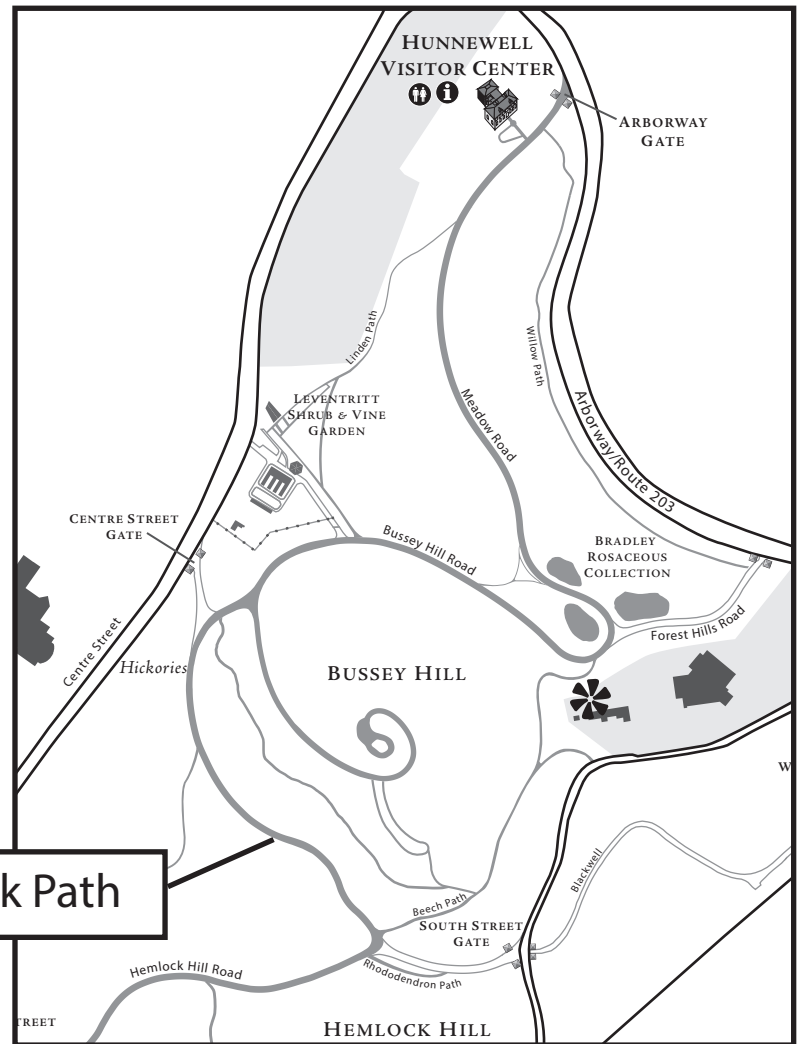 HUNNEWELL
VISITOR CENTER
ARBORWAY
GATE
Linden Path
Willow Path
LEVENTRITT
SHRUB & VINE
GARDEN
Meadow Road
Arborway/Route 203
CENTRE STREET
GATE
Bussey Hill Road
BRADLEY
ROSACEOUS
COLLECTION
Forest Hills Road
Centre Street
Hickories
BUSSEY HILL
W
k Path
Blackwell
Beech Path
SOUTH STREET
GATE
Hemlock Hill Road
Rhododendron Path
TREET
HEMLOCK HILL